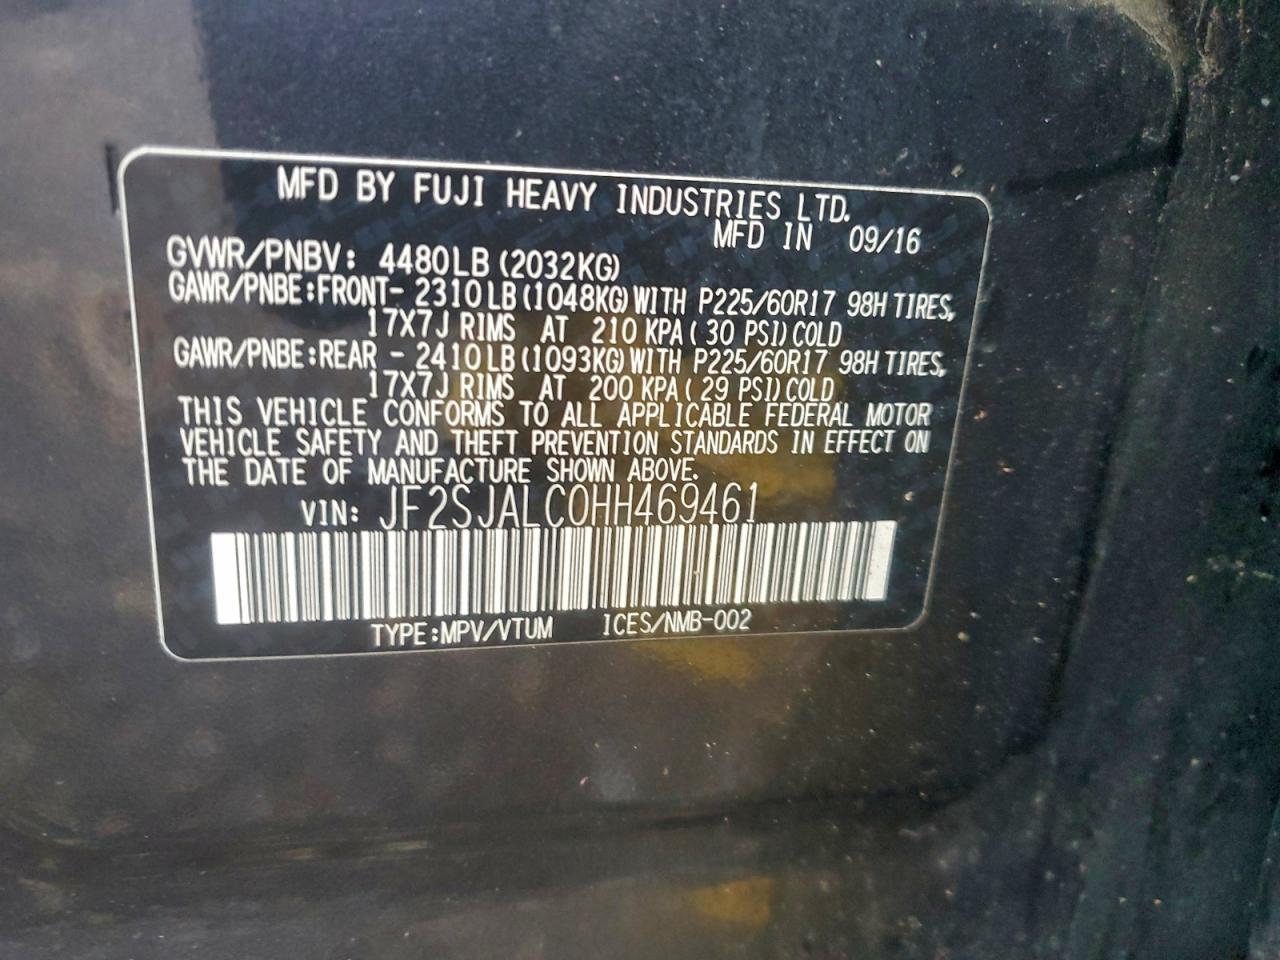 MFD BY FUJI HEAVY INDUSTRIES LTD.
MFD IN 09/16
GVWR/PNBV: 4480LB (2032KG)
GAWR/PNBE:FRONT- 2310LB (1048KG) WITH P225/60R17 98H TIRES,
17X7J RIMS AT 210 KPA ( 30 PSI) COLD
GAWR/PNBE:REAR - 2410LB (1093KG) WITH P225/60R17 98H TIRES,
17X7J RIMS AT 200 KPA ( 29 PSI) COLD
THIS VEHICLE CONFORMS TO ALL APPLICABLE FEDERAL MOTOR
VEHICLE SAFETY AND THEFT PREVENTION STANDARDS IN EFFECT ON
THE DATE OF MANUFACTURE SHOWN ABOVE.
VIN: JF2SJALC0HH469461
TYPE:MPV/VTUM ICES/NMB-002